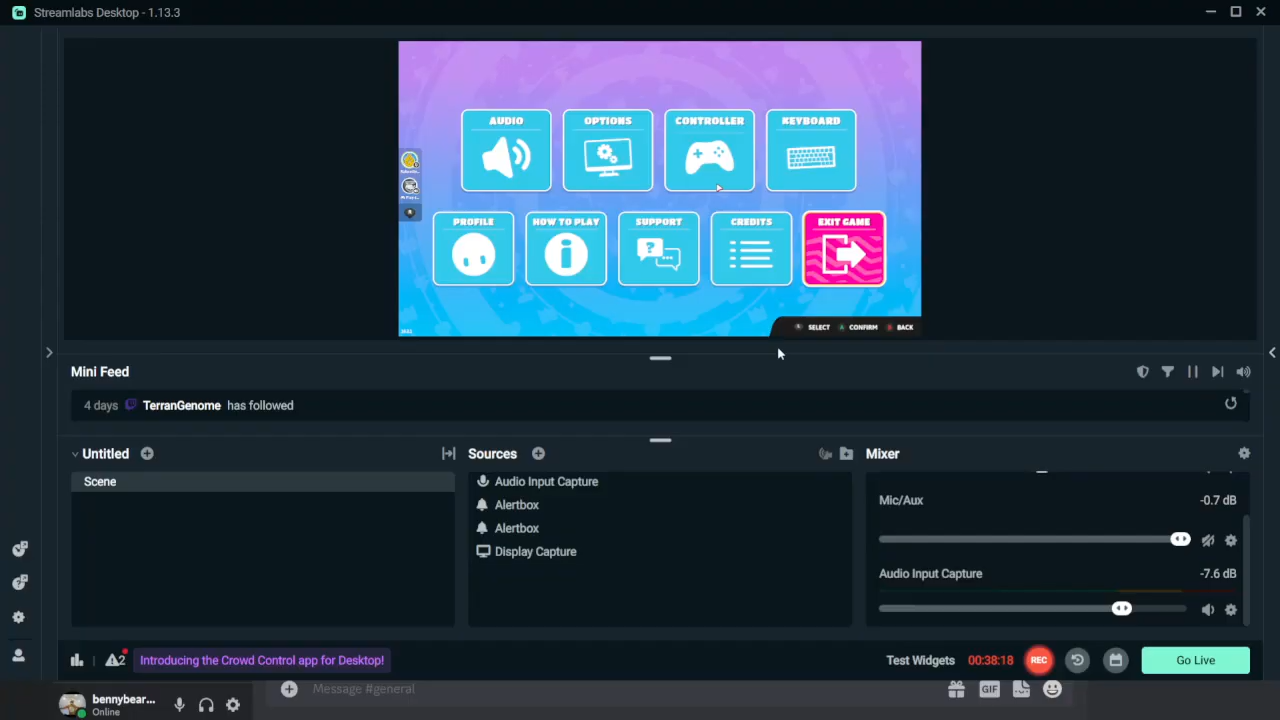 Streamlabs Desktop - 1.13.3
AUDIO
OPTIONS
CONTROLLER
KEYBOARD
PROFILE
HOW TO PLAY
SUPPORT
CREDITS
EXIT GAME
SELECT
CONFIRM
BACK
Mini Feed
4 days TerranGenome has followed
Untitled
Sources
Mixer
Scene
Audio Input Capture
Alertbox
Alertbox
Display Capture
Mic/Aux -0.7 dB
Audio Input Capture -7.6 dB
2
Introducing the Crowd Control app for Desktop!
Test Widgets
00:38:18
REC
Go Live
bennybear...
Online
Message #general
GIF